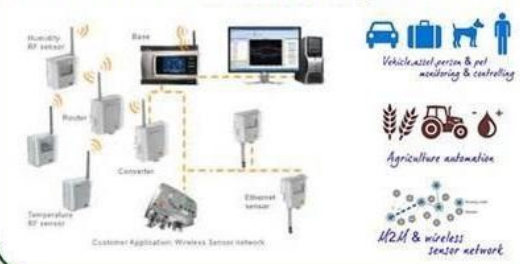 Humidity
RF sensor
Base
Router
Converter
Ethernet
sensor
Temperature
RF sensor
Customer Application: Wireless Sensor network
Vehicle,asset,person & pet
monitoring & controlling
Agriculture automation
M2M & wireless
sensor network